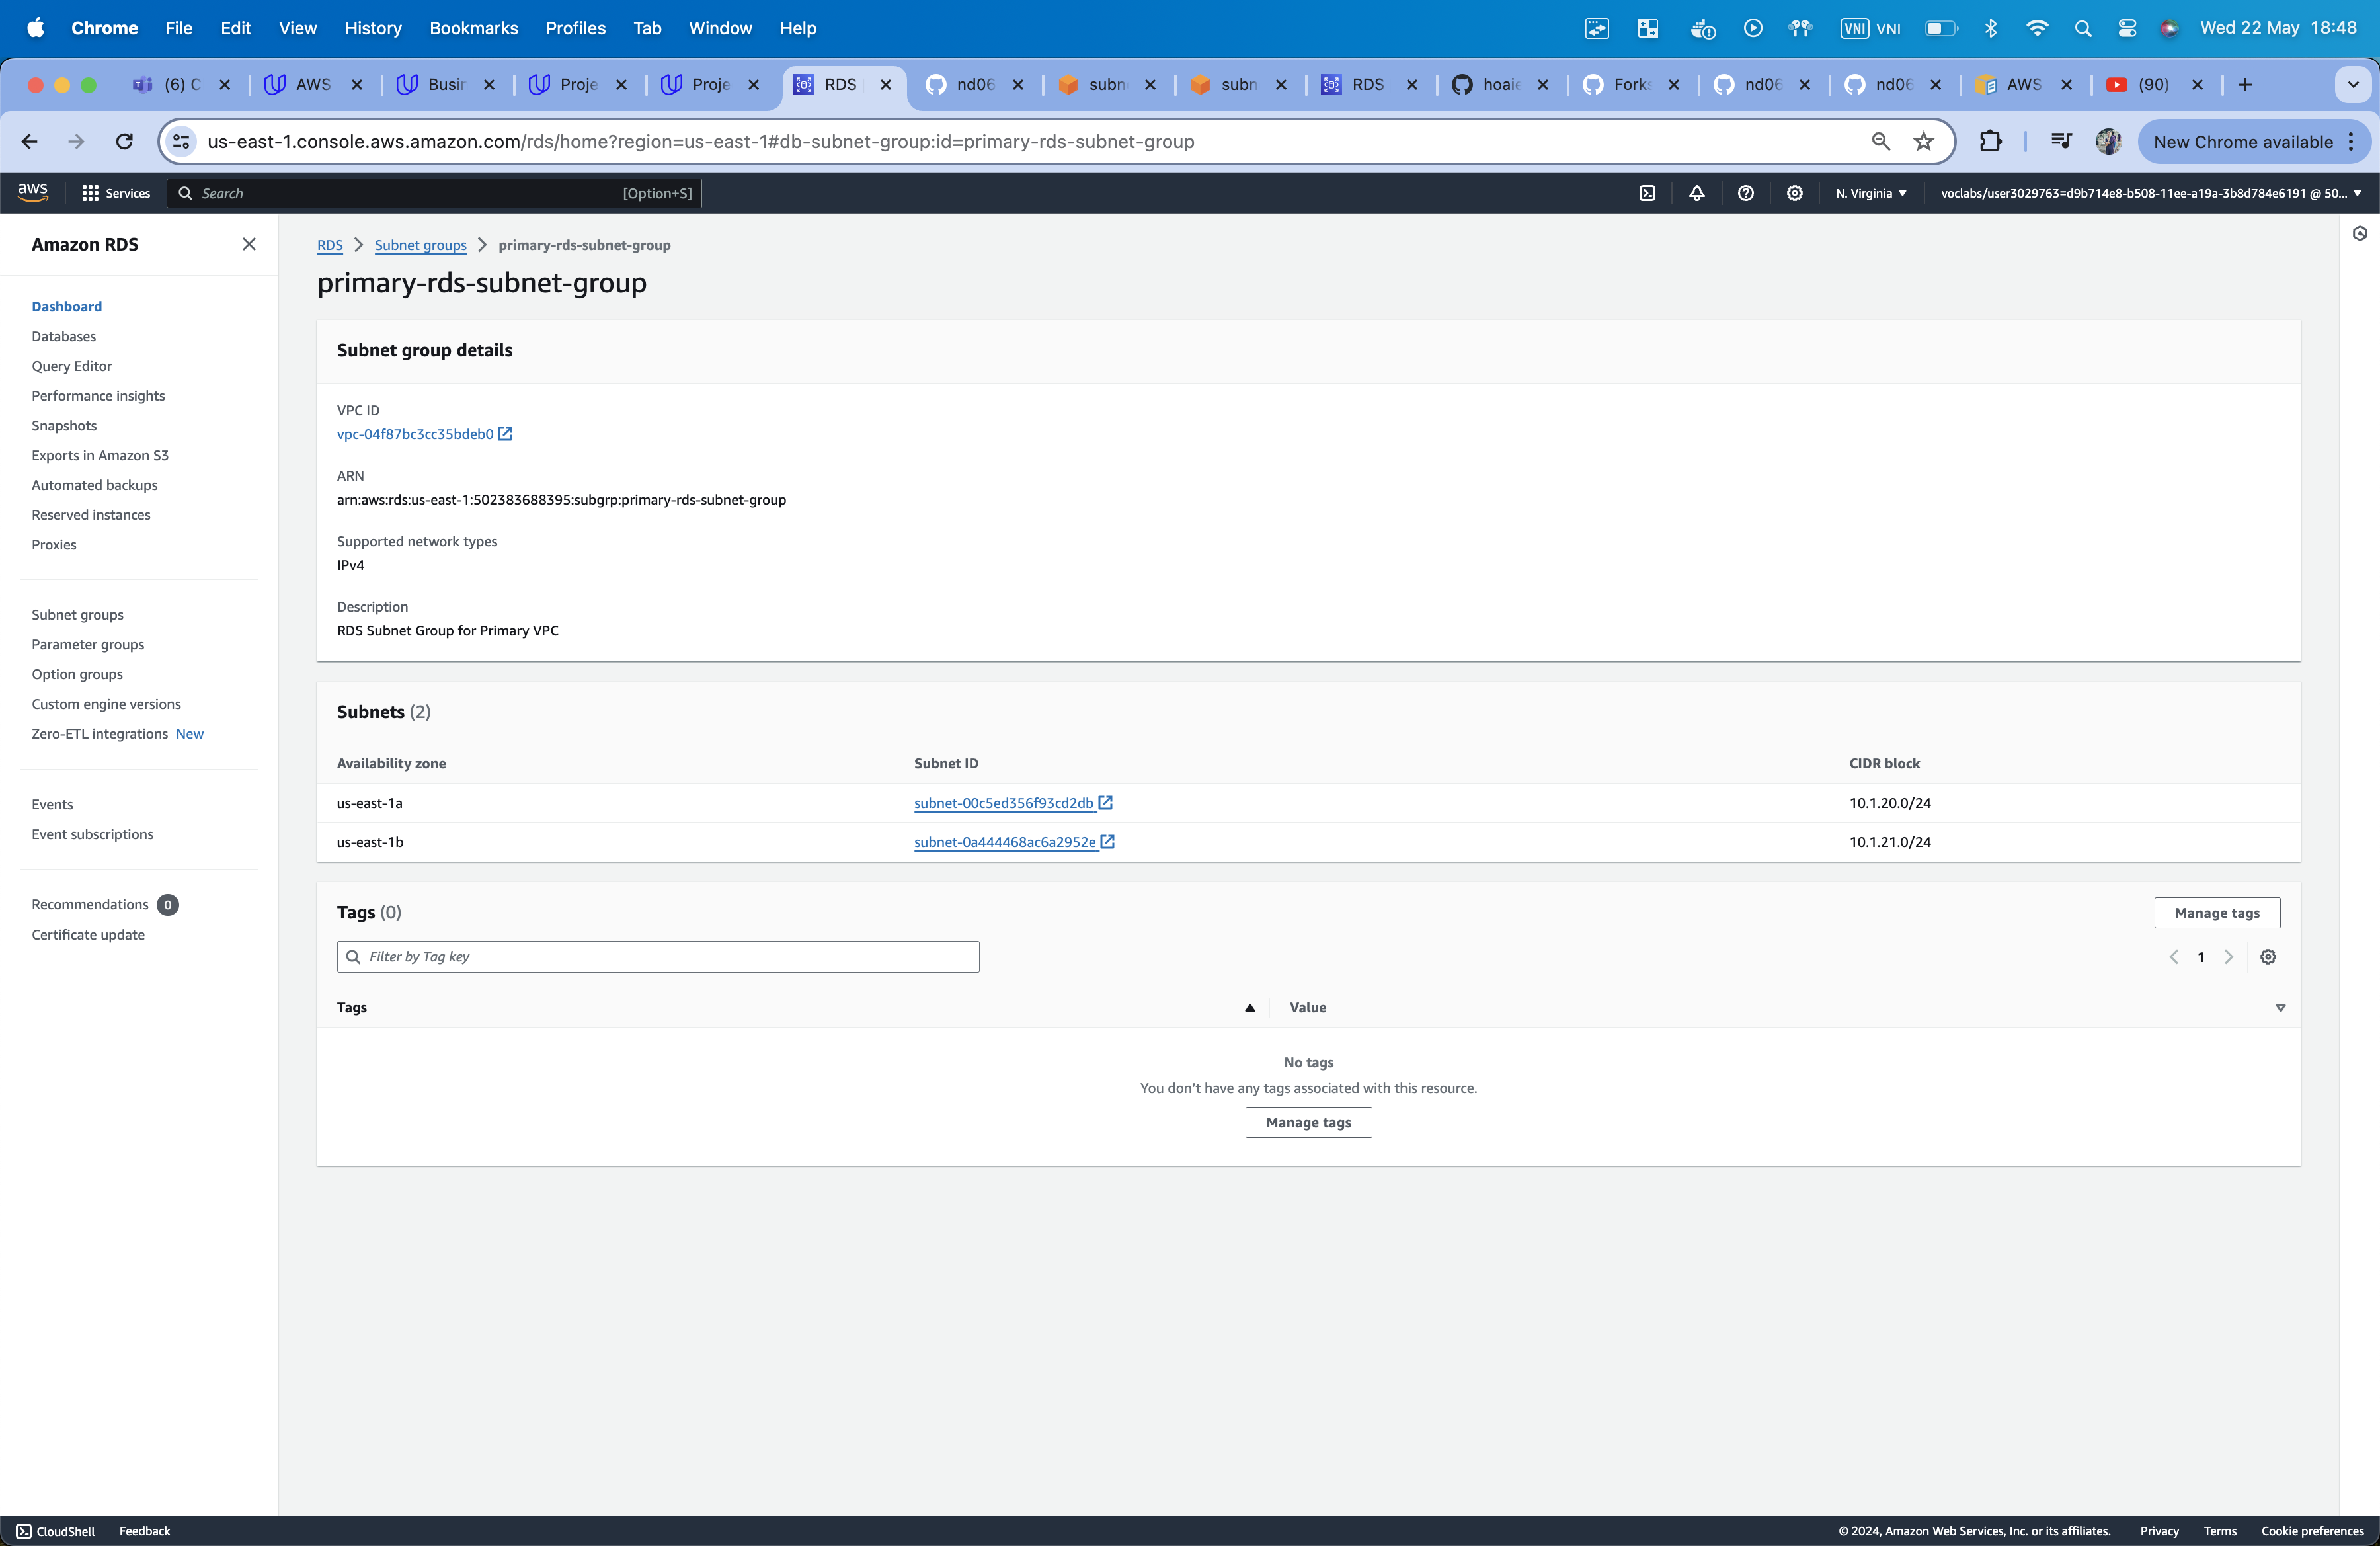 Chrome File Edit View History Bookmarks Profiles Tab Window Help VNI VNI Wed 22 May 18:48
(6) C AWS Busin Proje Proje RDS nd06 subn subn RDS hoaie Forks nd06 nd06 AWS (90)
us-east-1.console.aws.amazon.com/rds/home?region=us-east-1#db-subnet-group:id=primary-rds-subnet-group New Chrome available
aws Services Search [Option+S] N. Virginia voclabs/user3029763=d9b714e8-b508-11ee-a19a-3b8d784e6191 @ 50...
Amazon RDS
Dashboard
Databases
Query Editor
Performance insights
Snapshots
Exports in Amazon S3
Automated backups
Reserved instances
Proxies
Subnet groups
Parameter groups
Option groups
Custom engine versions
Zero-ETL integrations New
Events
Event subscriptions
Recommendations 0
Certificate update
RDS Subnet groups primary-rds-subnet-group
primary-rds-subnet-group
Subnet group details
VPC ID
vpc-04f87bc3cc35bdeb0
ARN
arn:aws:rds:us-east-1:502383688395:subgrp:primary-rds-subnet-group
Supported network types
IPv4
Description
RDS Subnet Group for Primary VPC
Subnets (2)
Availability zone Subnet ID CIDR block
us-east-1a subnet-00c5ed356f93cd2db 10.1.20.0/24
us-east-1b subnet-0a444468ac6a2952e 10.1.21.0/24
Tags (0) Manage tags
Filter by Tag key 1
Tags Value
No tags
You don't have any tags associated with this resource.
Manage tags
CloudShell Feedback © 2024, Amazon Web Services, Inc. or its affiliates. Privacy Terms Cookie preferences